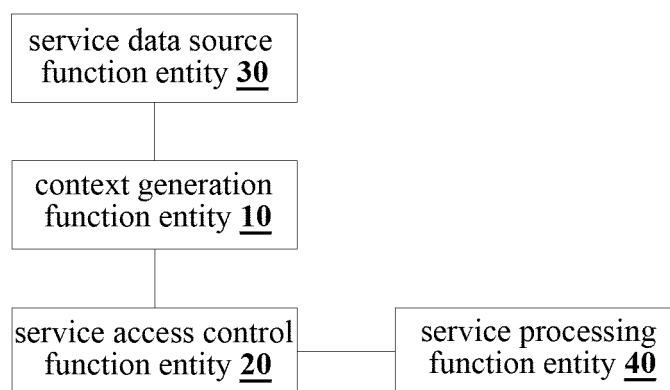 service data source
function entity 30
context generation
function entity 10
service access control
function entity 20
service processing
function entity 40